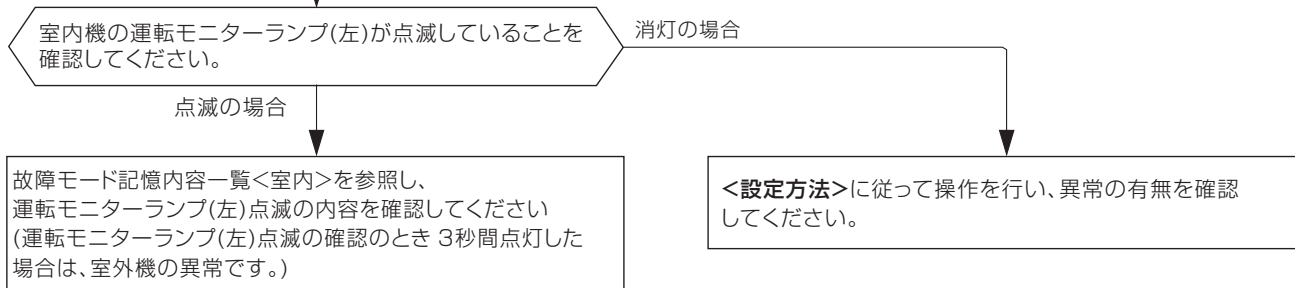 室内機の運転モニターランプ(左)が点滅していることを
確認してください。
消灯の場合
点滅の場合
故障モード記憶内容一覧<室内>を参照し、
運転モニターランプ(左)点滅の内容を確認してください
(運転モニターランプ(左)点滅の確認のとき 3秒間点灯した
場合は、室外機の異常です。)
<設定方法>に従って操作を行い、異常の有無を確認
してください。